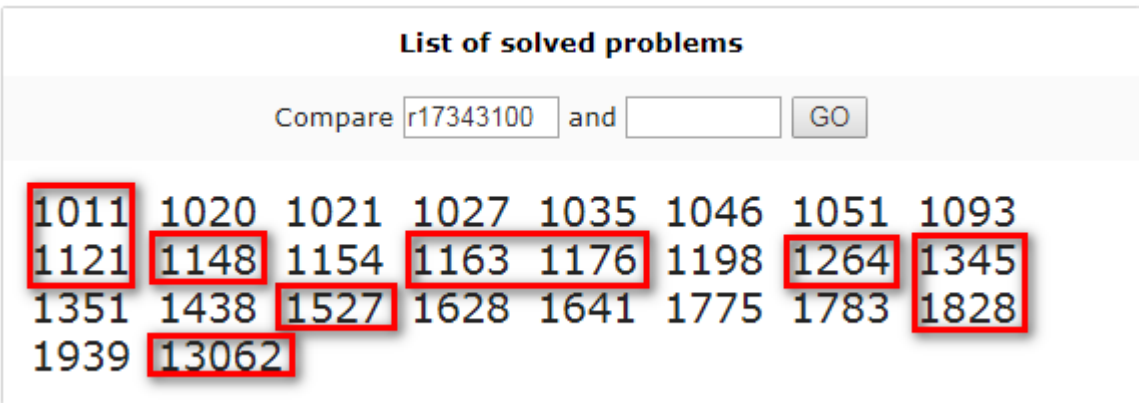 List of solved problems
Compare r17343100 and GO
1011 1020 1021 1027 1035 1046 1051 1093
1121 1148 1154 1163 1176 1198 1264 1345
1351 1438 1527 1628 1641 1775 1783 1828
1939 13062